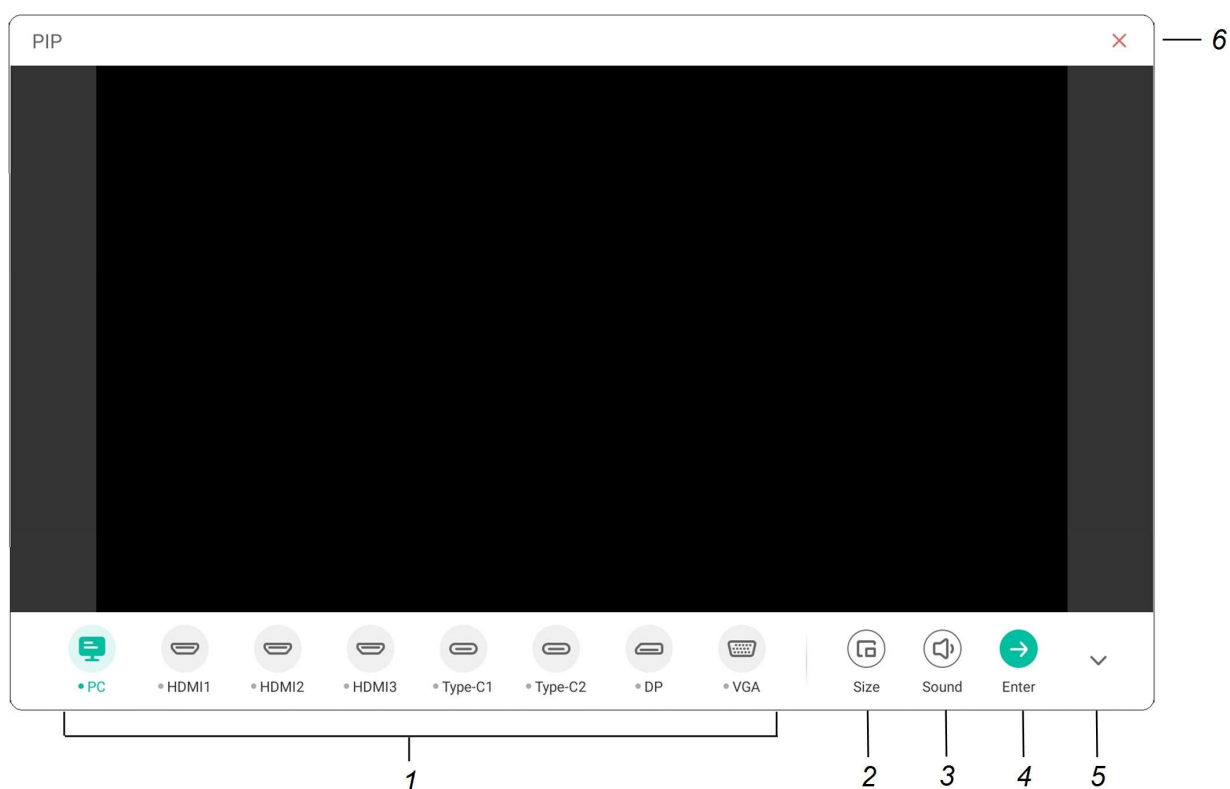 PIP
6
PC HDMI1 HDMI2 HDMI3 Type-C1 Type-C2 DP VGA Size Sound Enter
1 2 3 4 5